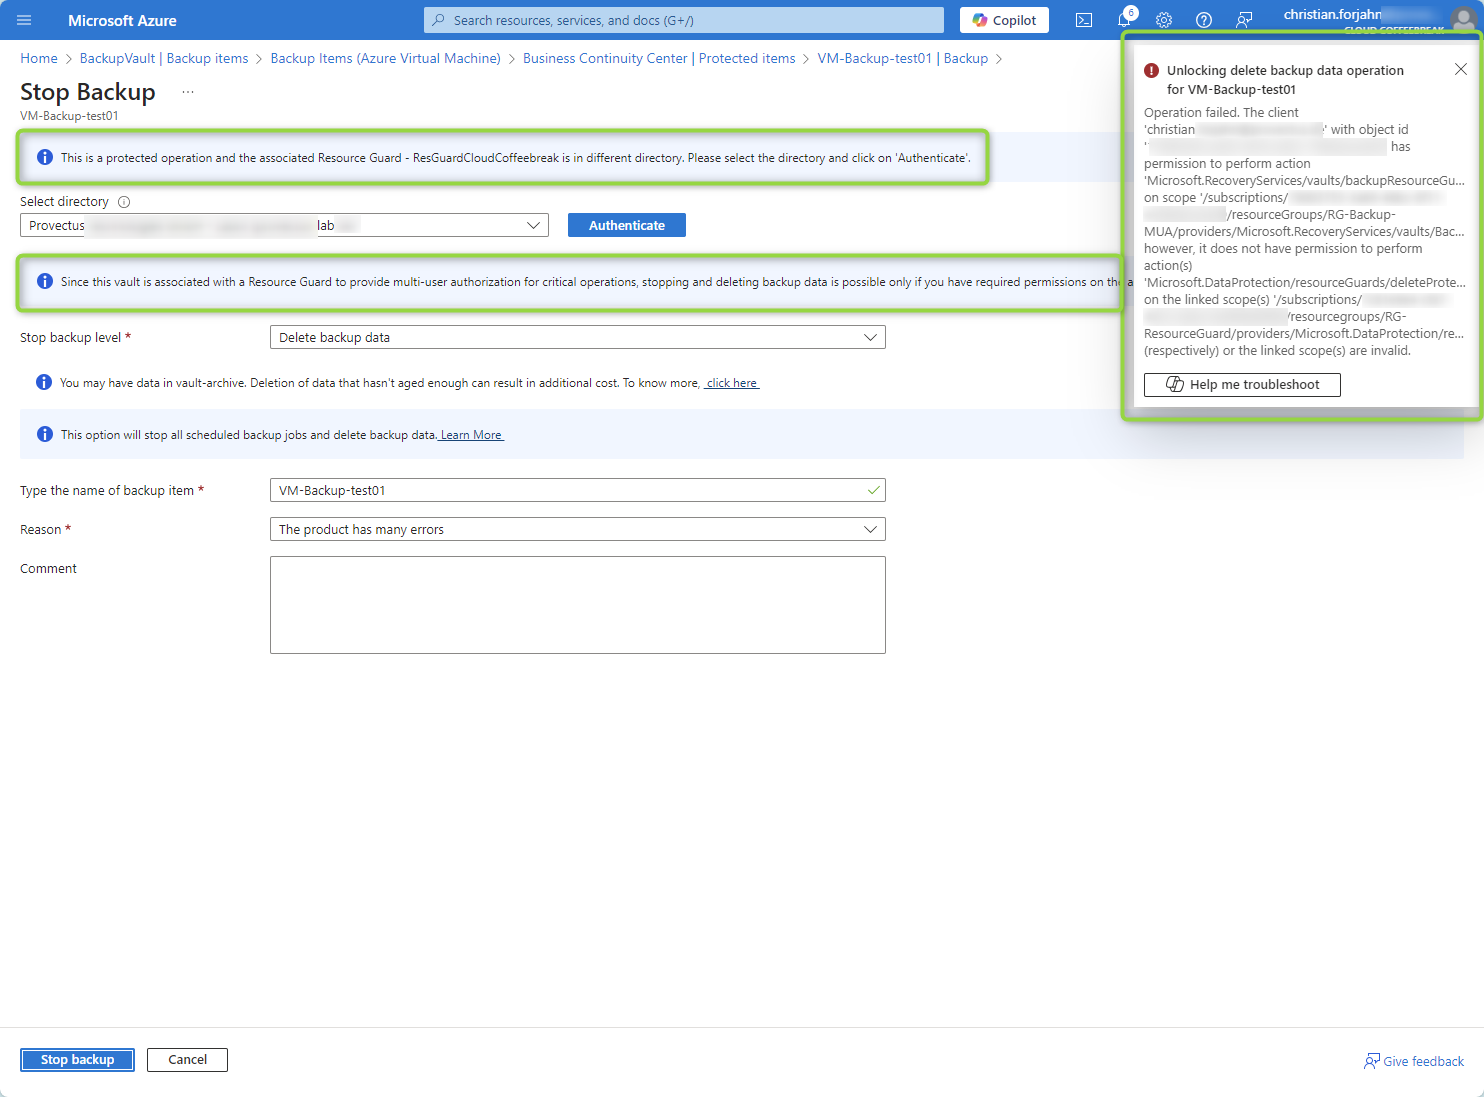 Microsoft Azure
Search resources, services, and docs (G+/)
Copilot
6
christian.forjahn
CLOUD COFFEEBREAK
Home > BackupVault | Backup items > Backup Items (Azure Virtual Machine) > Business Continuity Center | Protected items > VM-Backup-test01 | Backup >
Stop Backup ...
VM-Backup-test01
This is a protected operation and the associated Resource Guard - ResGuardCloudCoffeebreak is in different directory. Please select the directory and click on 'Authenticate'.
Select directory
Provectus lab
Authenticate
Since this vault is associated with a Resource Guard to provide multi-user authorization for critical operations, stopping and deleting backup data is possible only if you have required permissions on the a
Stop backup level *
Delete backup data
You may have data in vault-archive. Deletion of data that hasn't aged enough can result in additional cost. To know more, click here
This option will stop all scheduled backup jobs and delete backup data. Learn More
Type the name of backup item *
VM-Backup-test01
Reason *
The product has many errors
Comment
Unlocking delete backup data operation
for VM-Backup-test01
Operation failed. The client
'christian ' with object id
' has
permission to perform action
'Microsoft.RecoveryServices/vaults/backupResourceGu...
on scope '/subscriptions/
/resourceGroups/RG-Backup-
MUA/providers/Microsoft.RecoveryServices/vaults/Bac...
however, it does not have permission to perform
action(s)
'Microsoft.DataProtection/resourceGuards/deleteProte...
on the linked scope(s) '/subscriptions/
/resourcegroups/RG-
ResourceGuard/providers/Microsoft.DataProtection/re...
(respectively) or the linked scope(s) are invalid.
Help me troubleshoot
Stop backup
Cancel
Give feedback